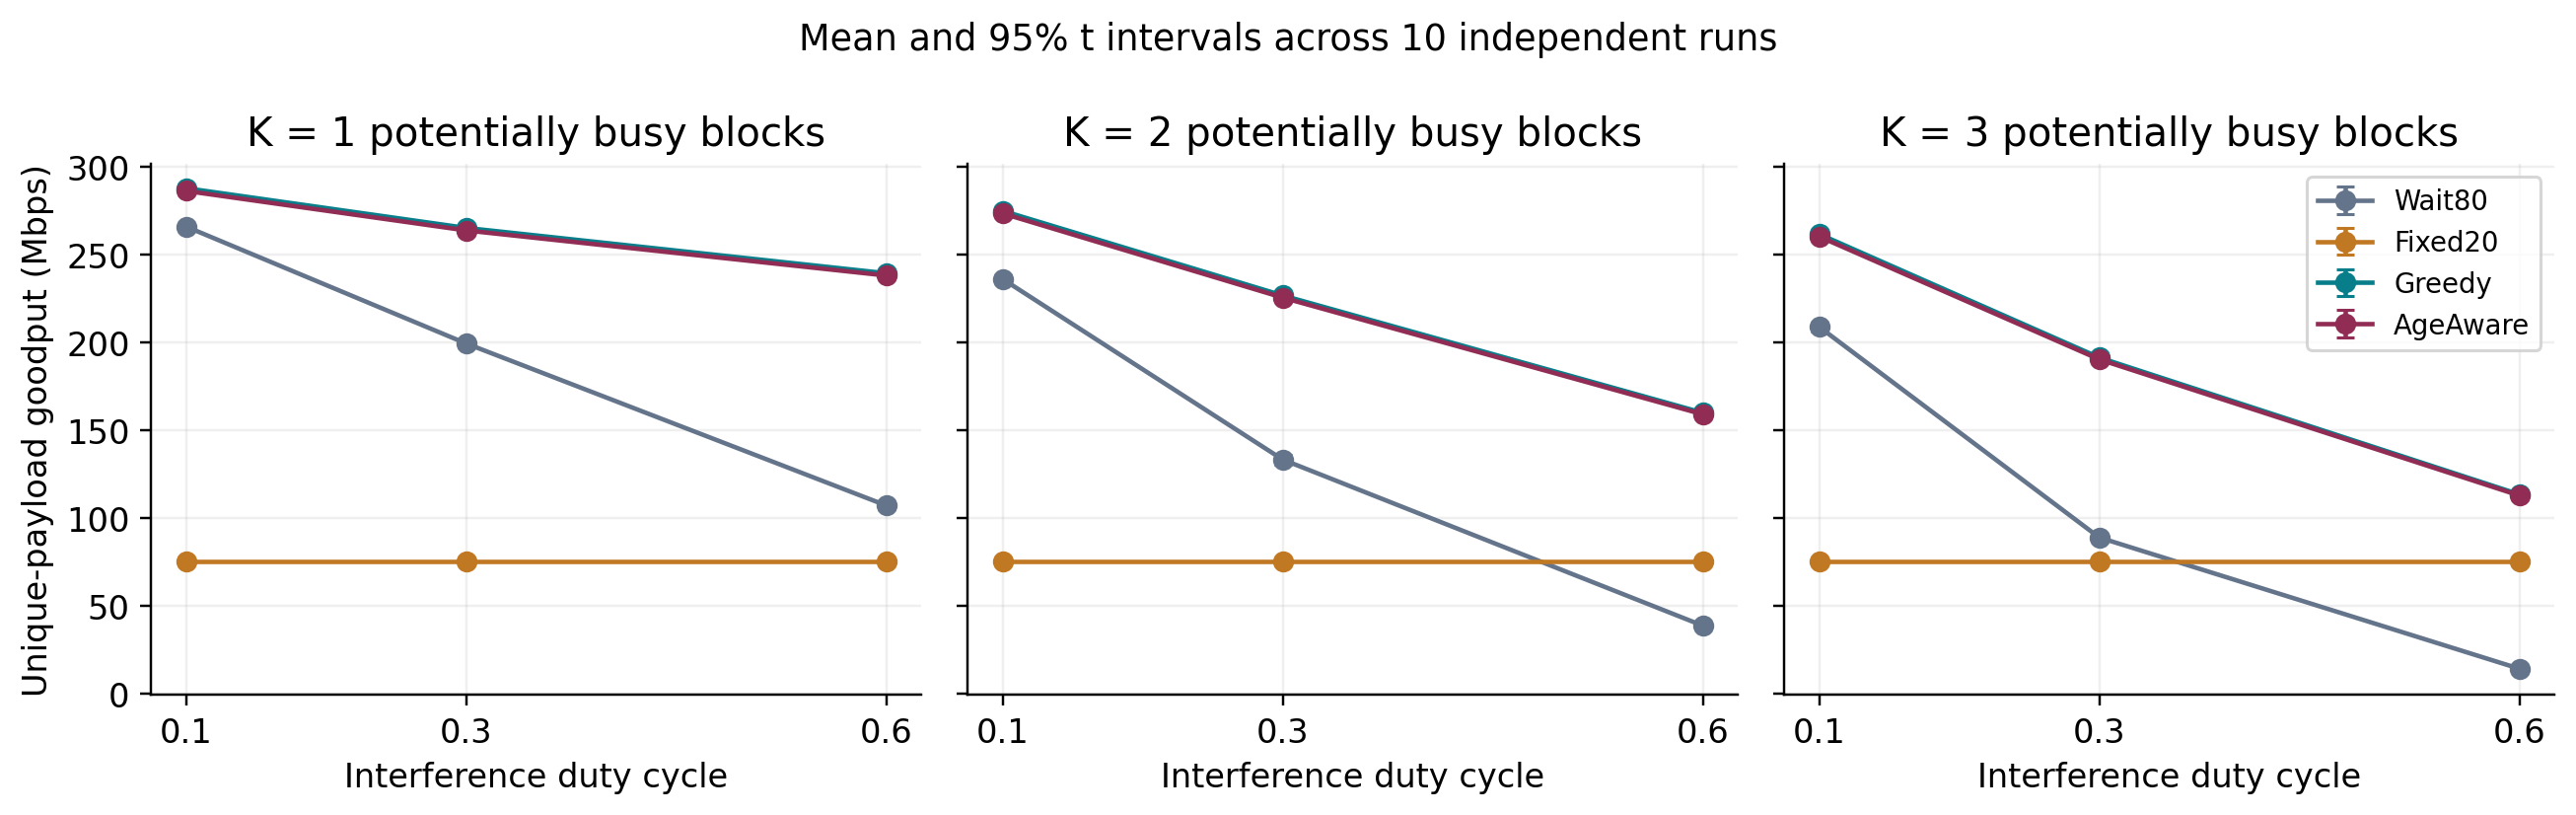 Mean and 95% t intervals across 10 independent runs
K = 1 potentially busy blocks
K = 2 potentially busy blocks
K = 3 potentially busy blocks
Unique-payload goodput (Mbps)
300
250
200
150
100
50
0
Wait80
Fixed20
Greedy
AgeAware
0.1 0.3 0.6
0.1 0.3 0.6
0.1 0.3 0.6
Interference duty cycle
Interference duty cycle
Interference duty cycle